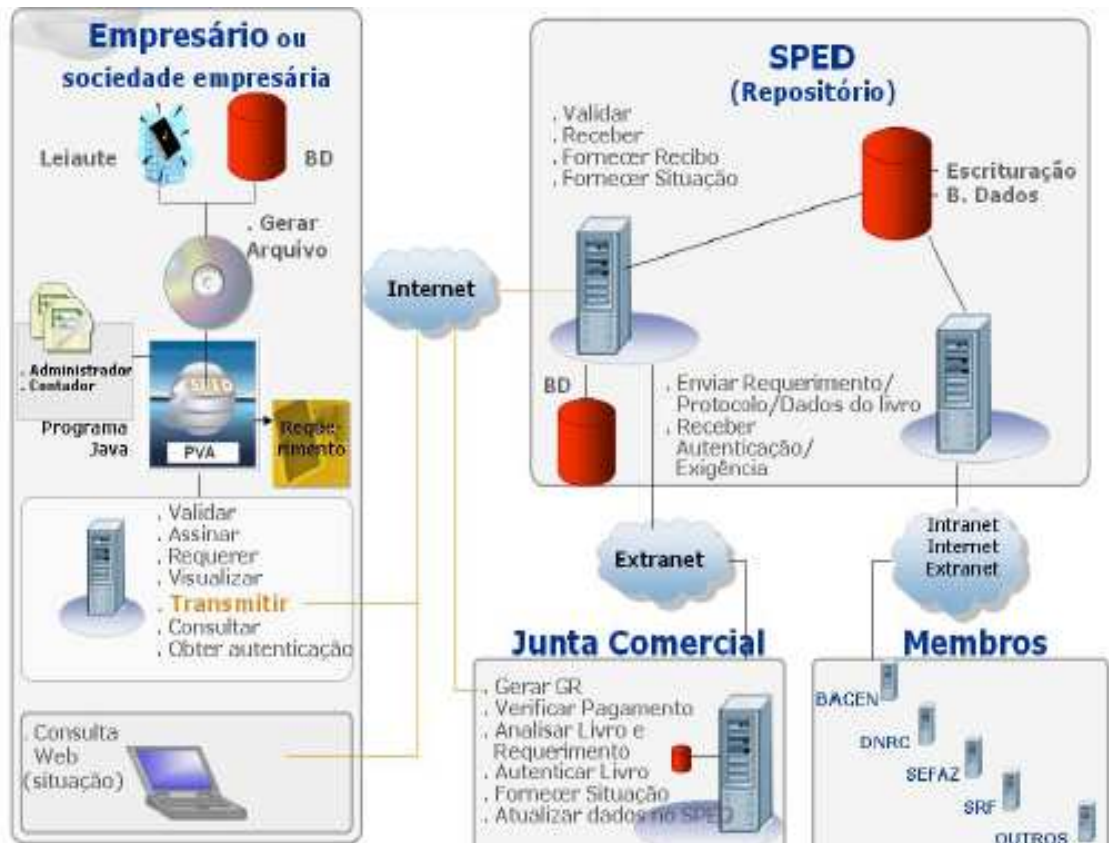 Empresário ou
sociedade empresária
Leiaute
BD
. Gerar
Arquivo
. Administrador
. Contador
Programa
Java
PVA
Reque-
rimento
. Validar
. Assinar
. Requerer
. Visualizar
. Transmitir
. Consultar
. Obter autenticação
. Consulta
Web
(situação)
Internet
SPED
(Repositório)
. Validar
. Receber
. Fornecer Recibo
. Fornecer Situação
Escrituração
B. Dados
BD
. Enviar Requerimento/
Protocolo/Dados do livro
. Receber
Autenticação/
Exigência
Extranet
Intranet
Internet
Extranet
Junta Comercial
. Gerar GR
. Verificar Pagamento
. Analisar Livro e
Requerimento
. Autenticar Livro
. Fornecer Situação
. Atualizar dados no SPED
Membros
BACEN
DNRC
SEFAZ
SRF
OUTROS